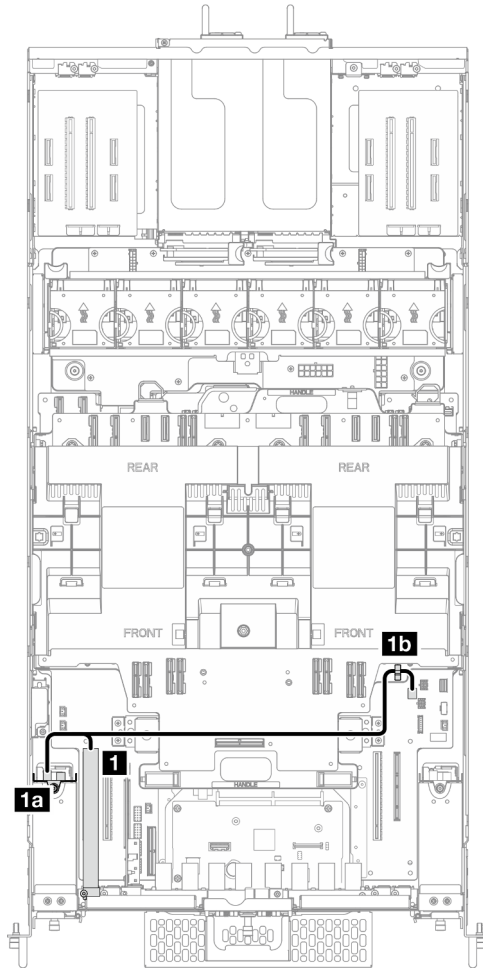 HANDLE
REAR
REAR
FRONT
FRONT
1b
1
1a
HANDLE